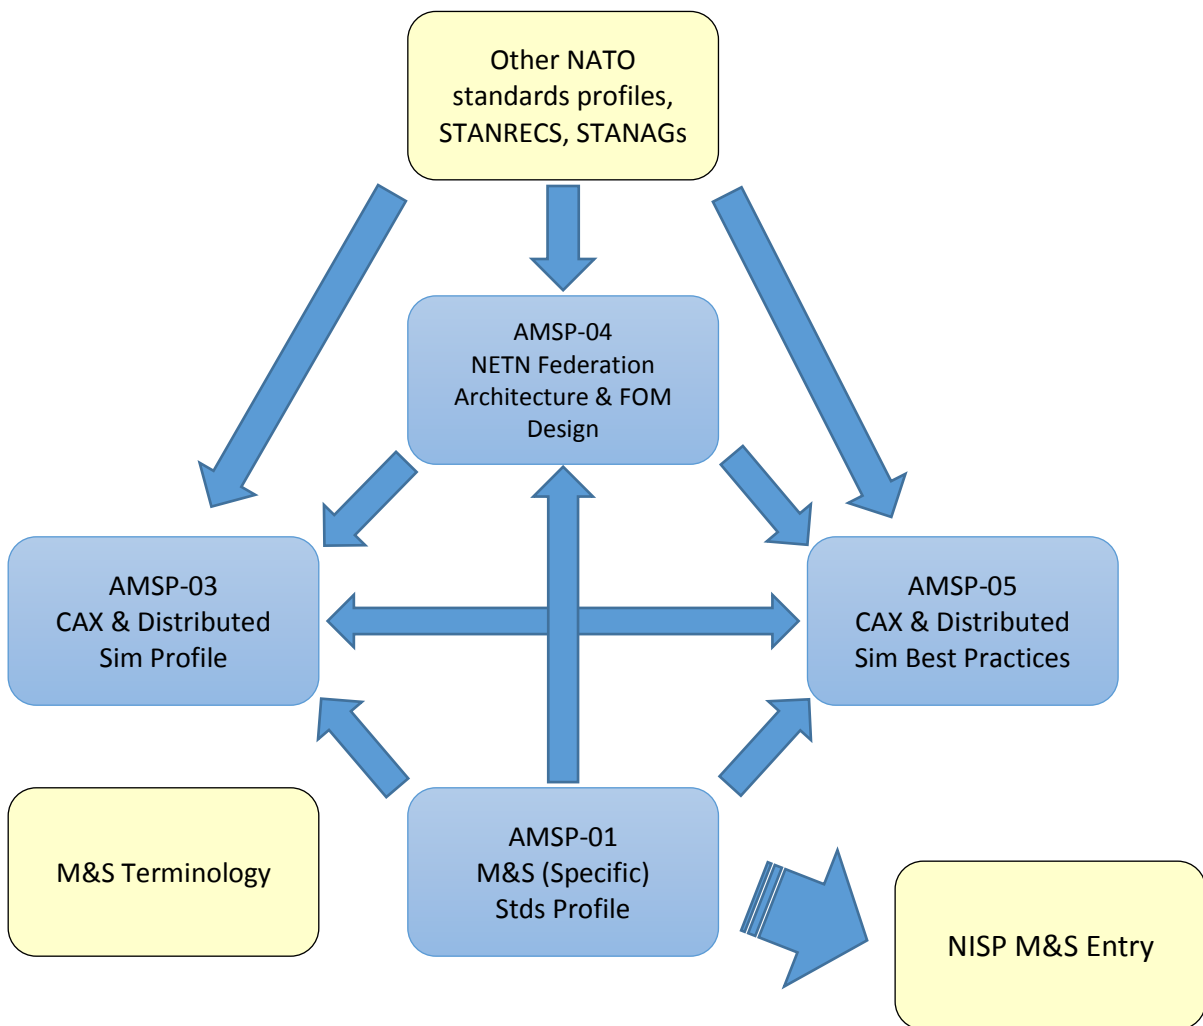 Other NATO
standards profiles,
STANRECS, STANAGs
AMSP-04
NETN Federation
Architecture & FOM
Design
AMSP-03
CAX & Distributed
Sim Profile
AMSP-05
CAX & Distributed
Sim Best Practices
M&S Terminology
AMSP-01
M&S (Specific)
Stds Profile
NISP M&S Entry